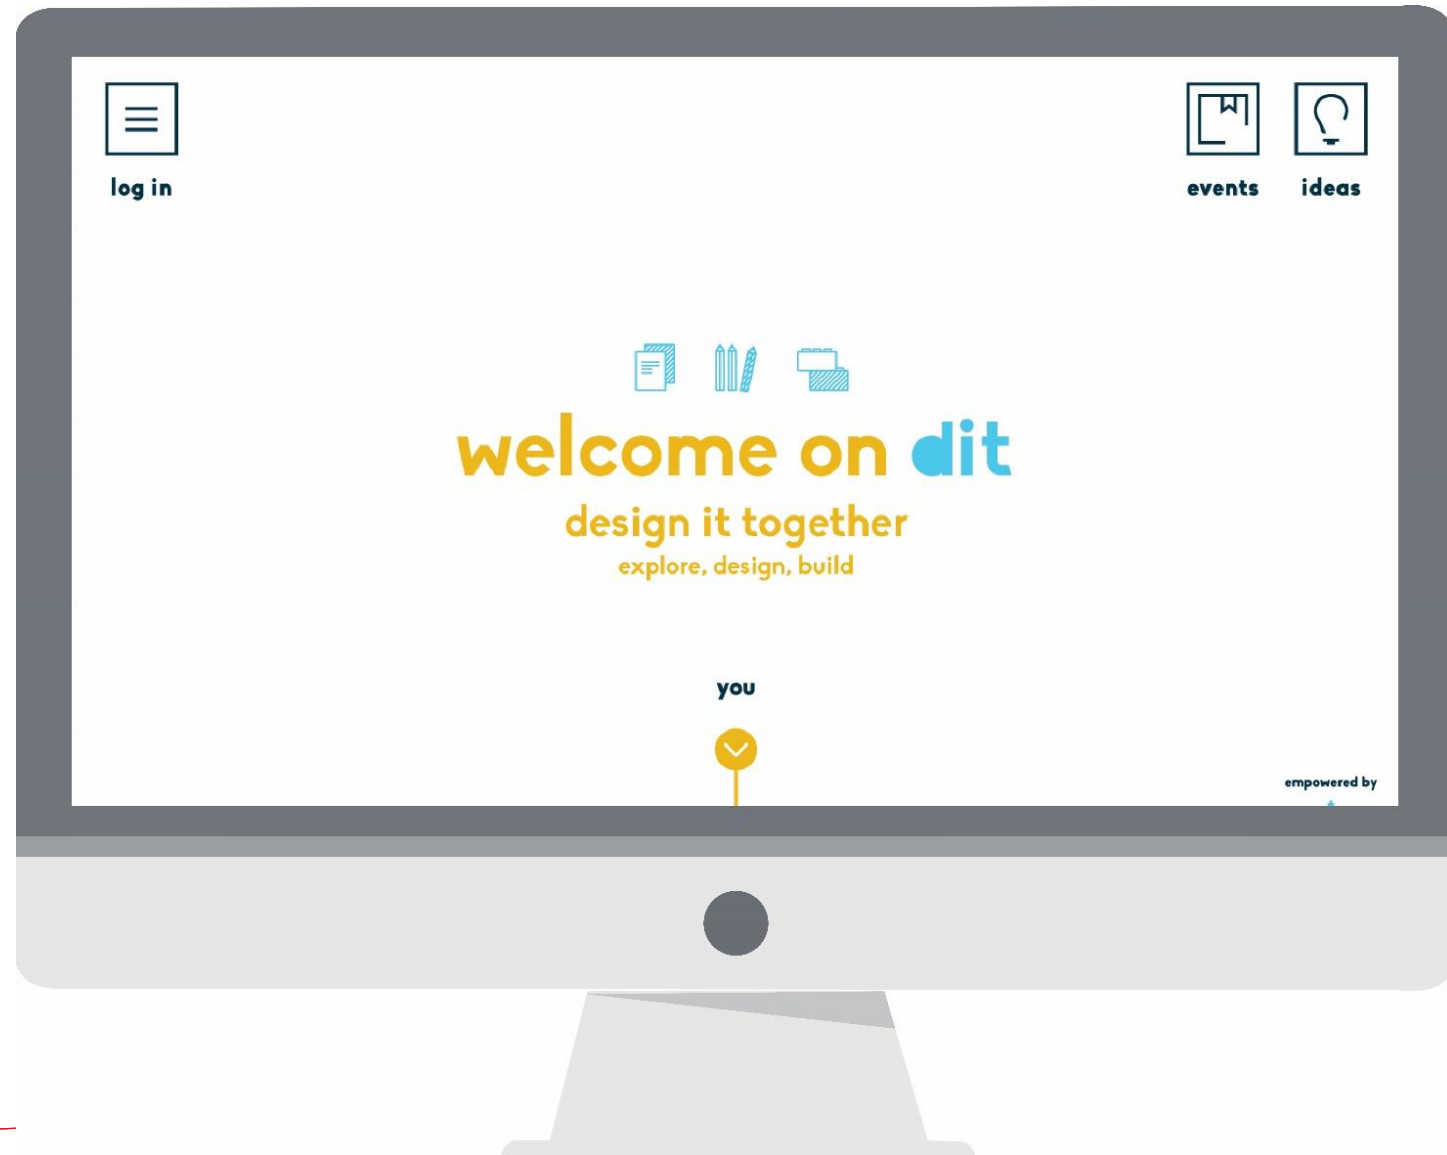 log in
events
ideas
welcome on dit
design it together
explore, design, build
you
empowered by